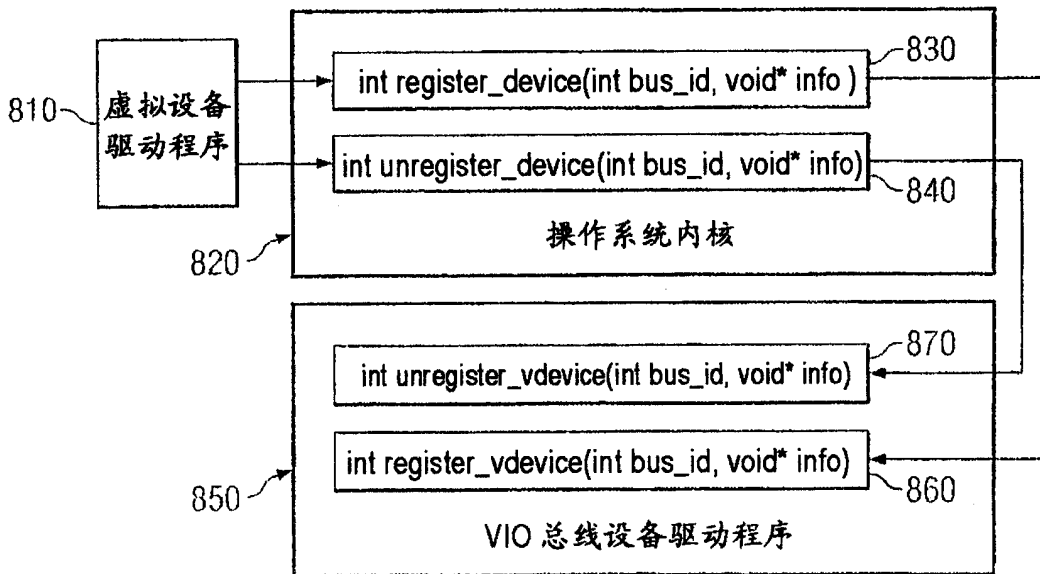 830
int register_device(int bus_id, void* info )
810
虚拟设备
驱动程序
int unregister_device(int bus_id, void* info)
840
操作系统内核
820
870
int unregister_vdevice(int bus_id, void* info)
int register_vdevice(int bus_id, void* info)
850
860
VIO 总线设备驱动程序